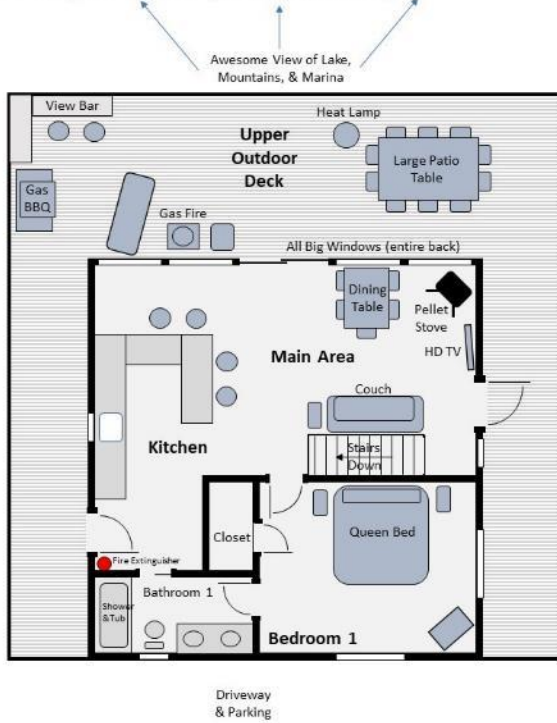 Awesome View of Lake,
Mountains, & Marina
View Bar
Heat Lamp
Upper
Outdoor
Deck
Large Patio
Table
Gas
BBQ
Gas Fire
All Big Windows (entire back)
Dining
Table
Pellet
Stove
HD TV
Main Area
Couch
Kitchen
Stairs
Down
Closet
Queen Bed
Fire Extinguisher
Bathroom 1
Shower
&Tub
Bedroom 1
Driveway
& Parking